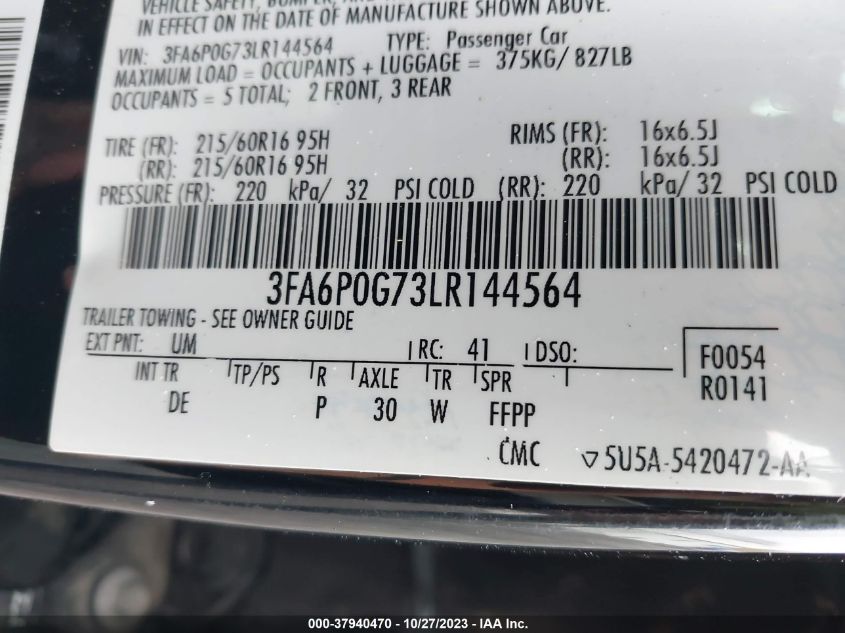 VEHICLE SAFETY, BUMPER, AND
IN EFFECT ON THE DATE OF MANUFACTURE SHOWN ABOVE.
VIN: 3FA6P0G73LR144564 TYPE: Passenger Car
MAXIMUM LOAD = OCCUPANTS + LUGGAGE = 375KG/ 827LB
OCCUPANTS = 5 TOTAL; 2 FRONT, 3 REAR
TIRE (FR): 215/60R16 95H RIMS (FR): 16x6.5J
(RR): 215/60R16 95H (RR): 16x6.5J
PRESSURE (FR): 220 kPa/ 32 PSI COLD (RR): 220 kPa/ 32 PSI COLD
3FA6P0G73LR144564
TRAILER TOWING - SEE OWNER GUIDE
EXT PNT: UM RC: 41 DSO: F0054
INT TR TP/PS R AXLE TR SPR R0141
DE P 30 W FFPP
CMC ▽5U5A-5420472-AA
000-37940470 - 10/27/2023 - IAA Inc.